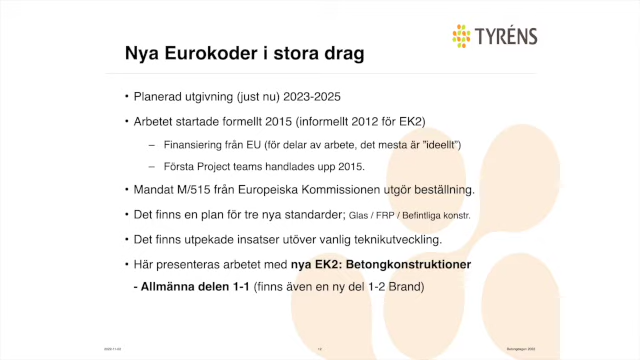 TYRÉNS
Nya Eurokoder i stora drag
• Planerad utgivning (just nu) 2023-2025
• Arbetet startade formellt 2015 (informellt 2012 för EK2)
– Finansiering från EU (för delar av arbete, det mesta är ”ideellt”)
– Första Project teams handlades upp 2015.
• Mandat M/515 från Europeiska Kommissionen utgör beställning.
• Det finns en plan för tre nya standarder; Glas / FRP / Befintliga konstr.
• Det finns utpekade insatser utöver vanlig teknikutveckling.
• Här presenteras arbetet med nya EK2: Betongkonstruktioner
- Allmänna delen 1-1 (finns även en ny del 1-2 Brand)